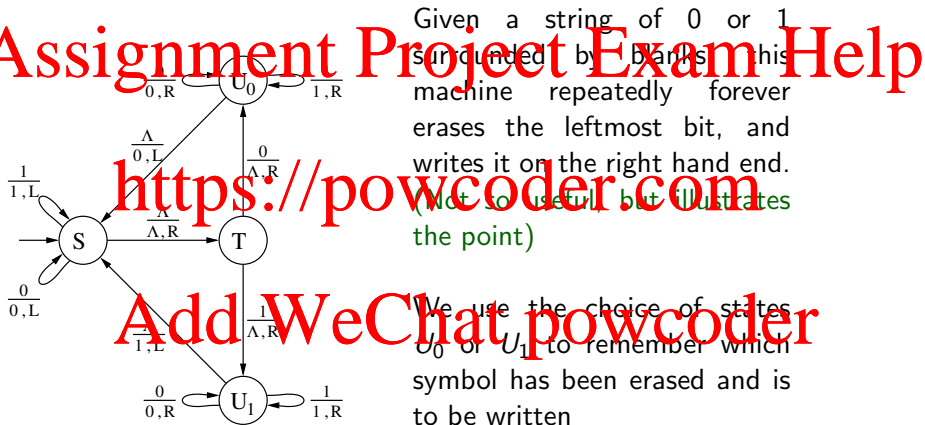 Given a string of 0 or 1
surrounded by blanks this
machine repeatedly forever
erases the leftmost bit, and
writes it on the right hand end.
(Not so useful, but illustrates
the point)
We use the choice of states
U0 or U1 to remember which
symbol has been erased and is
to be written
Assignment Project Exam Help
https://powcoder.com
Add WeChat powcoder
0
0,R
U0
1
1,R
Λ
0,L
0
Λ,R
1
1,L
S
Λ
Λ,R
T
0
0,L
Λ
1,L
1
Λ,R
0
0,R
U1
1
1,R